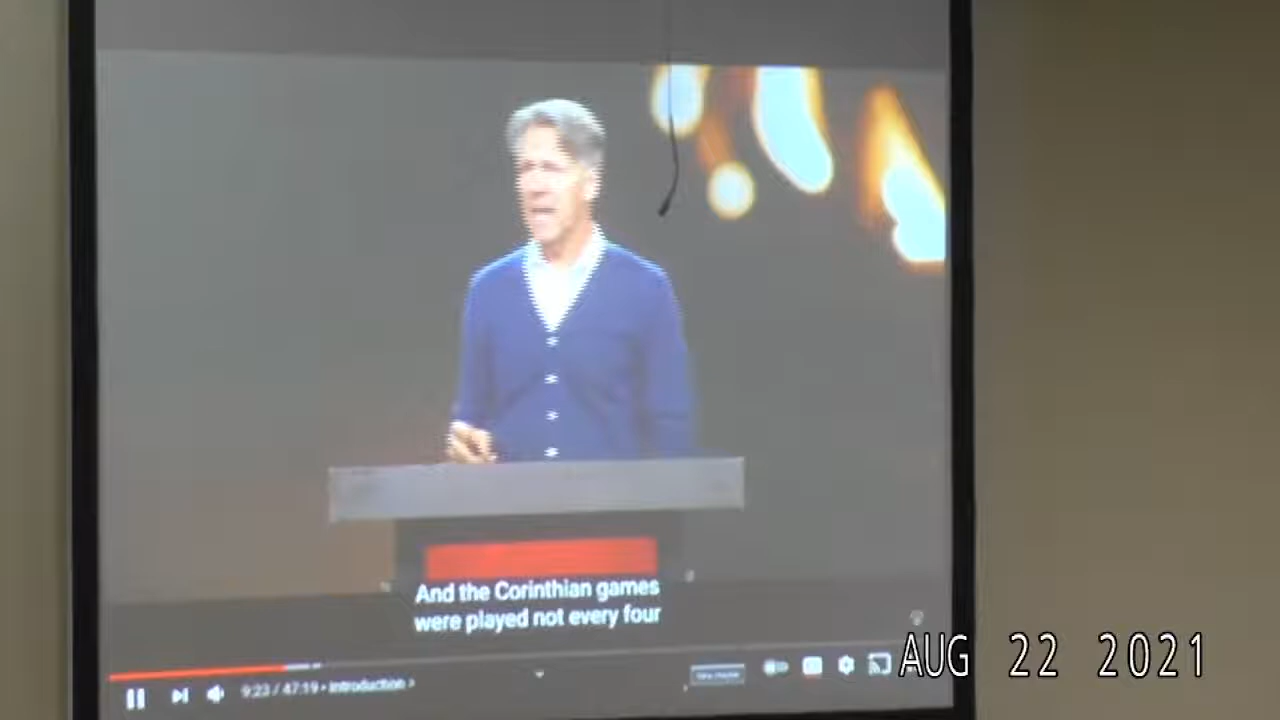 And the Corinthian games
were played not every four
9:23 / 47:19 • Introduction >
AUG 22 2021